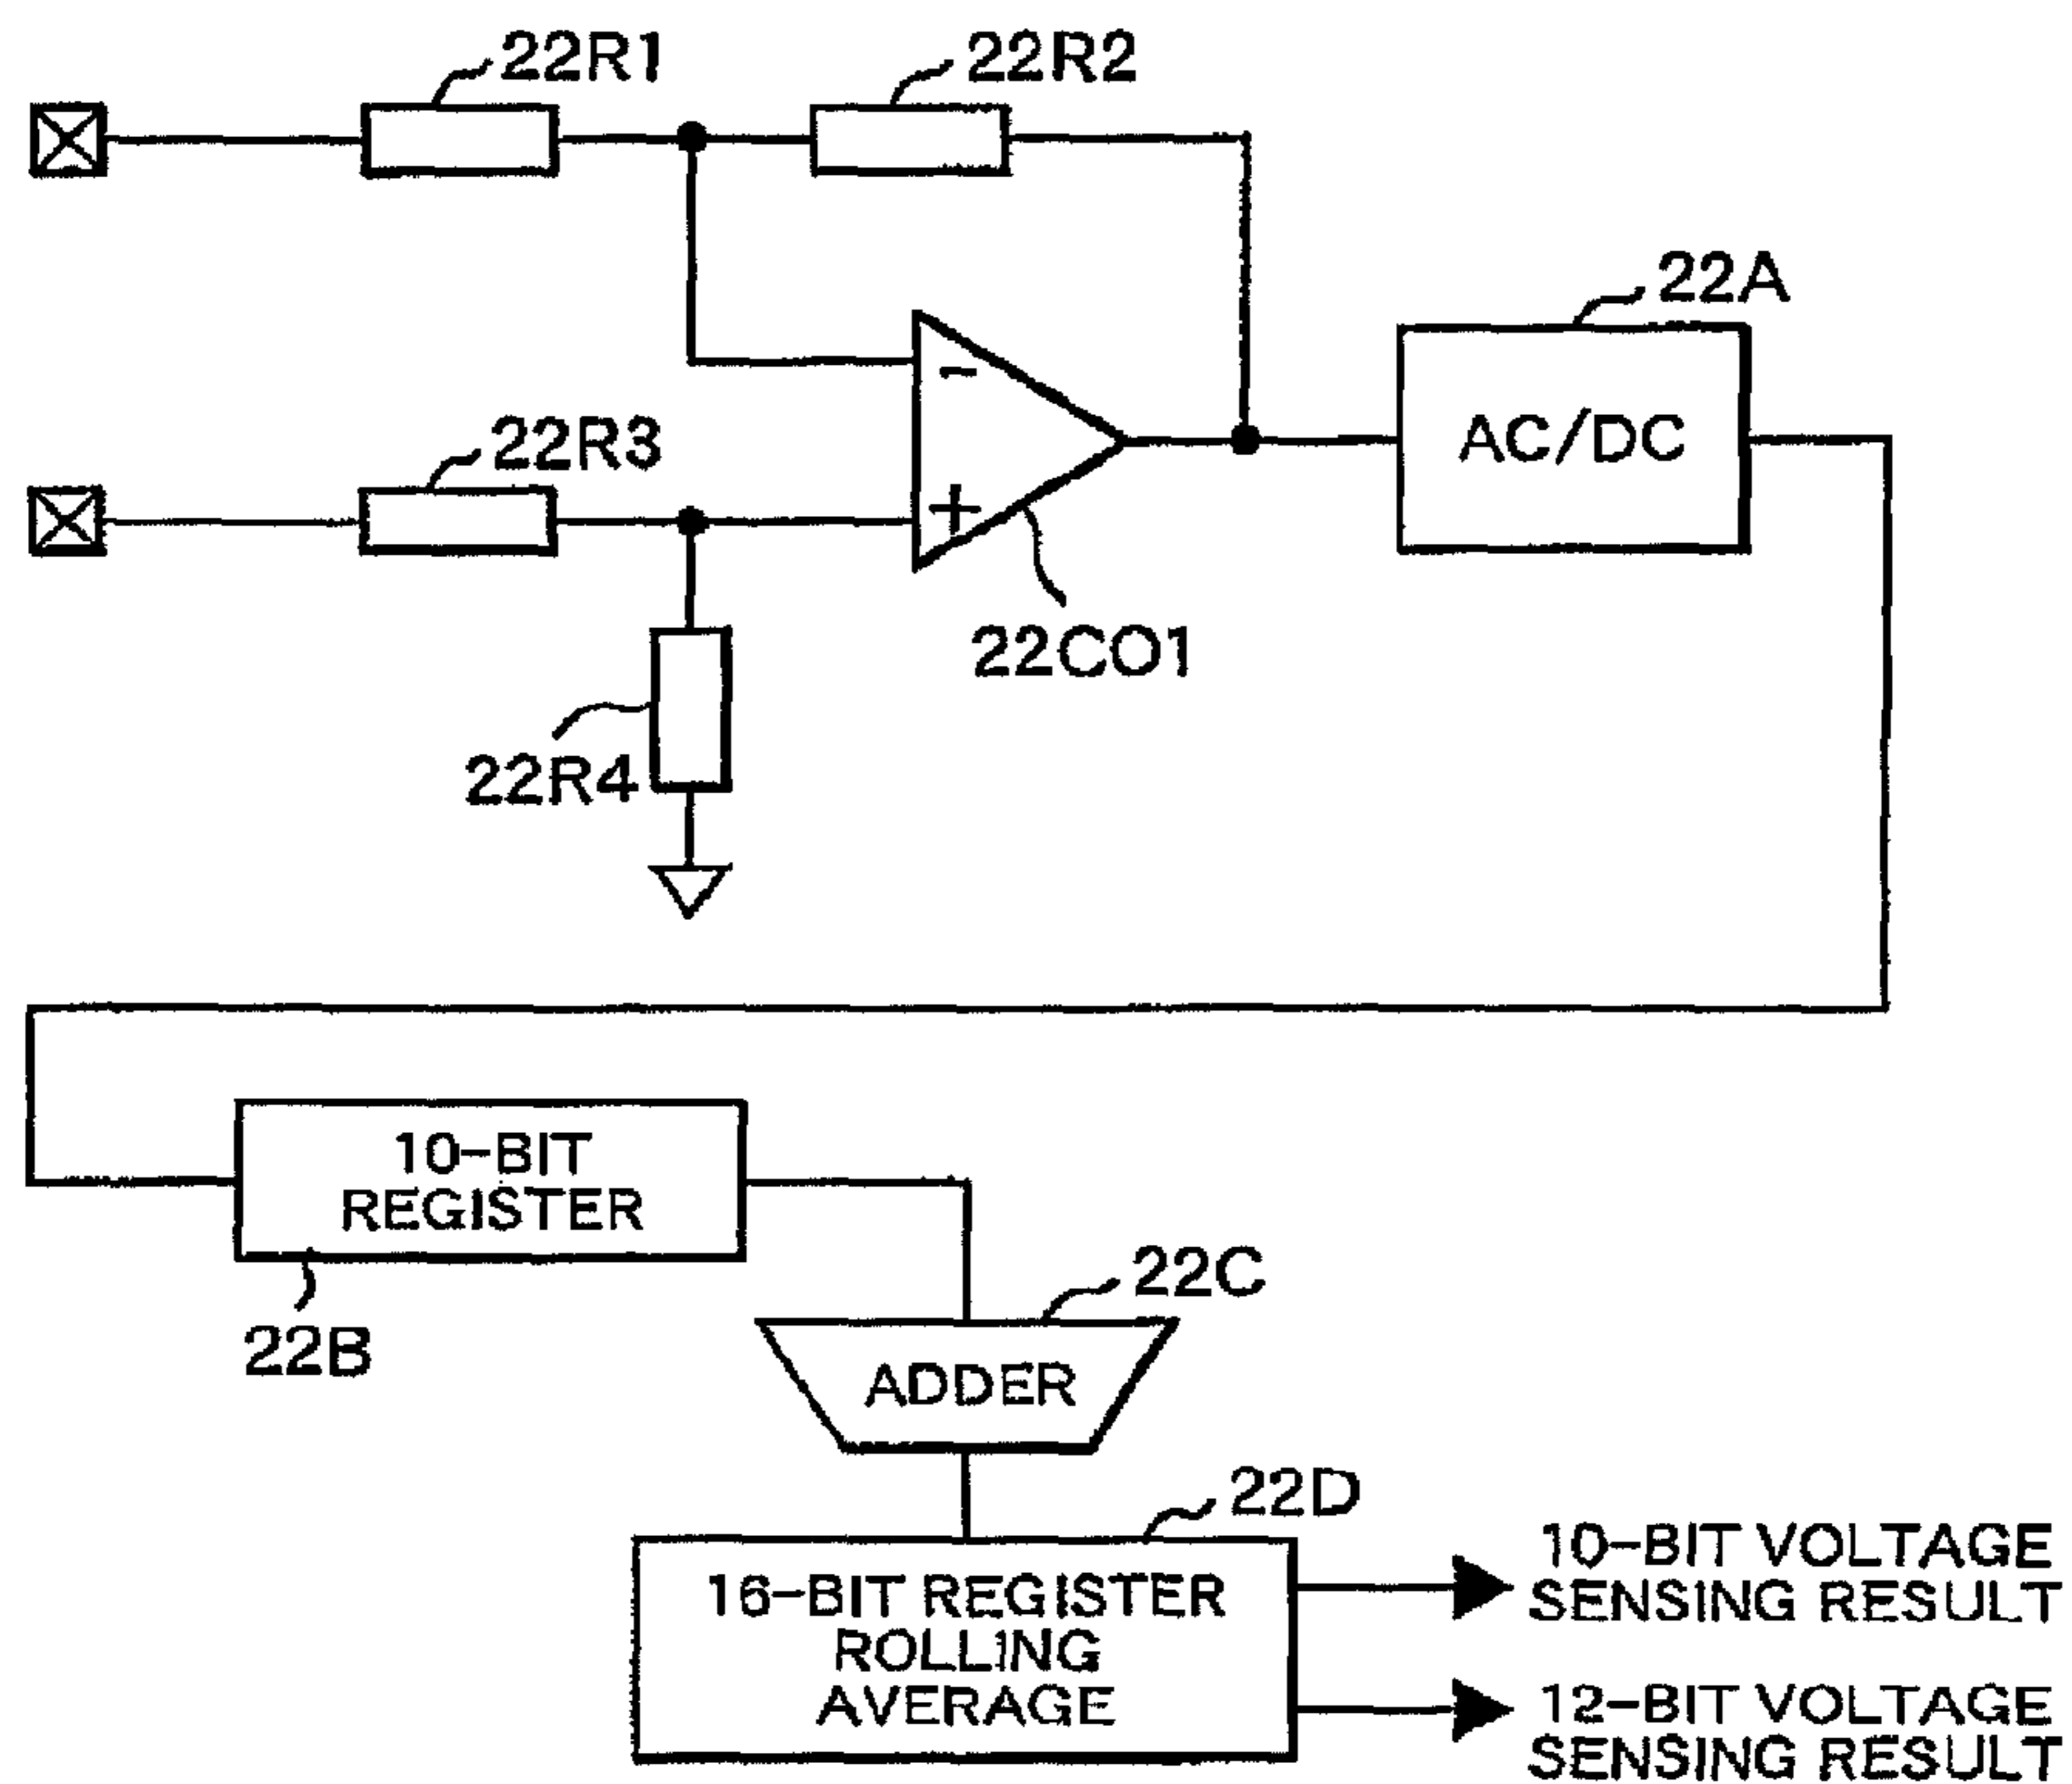 22R1
22R2
22A
AC/DC
22R3
-
+
22CO1
22R4
10-BIT
REGISTER
22B
22C
ADDER
22D
16-BIT REGISTER
ROLLING
AVERAGE
10-BIT VOLTAGE
SENSING RESULT
12-BIT VOLTAGE
SENSING RESULT